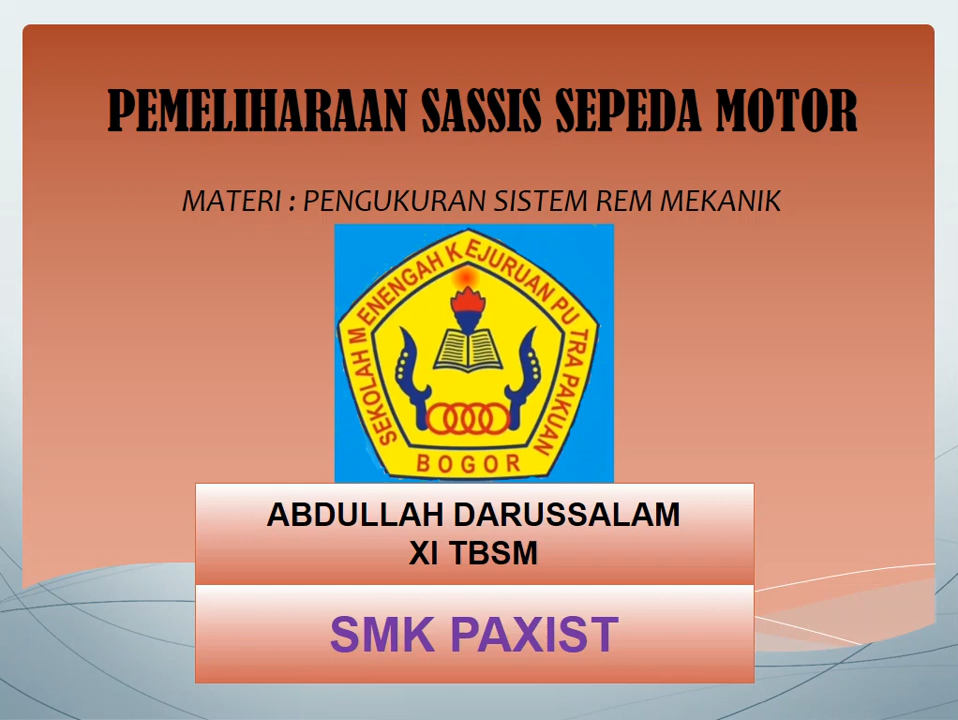 PEMELIHARAAN SASSIS SEPEDA MOTOR
MATERI : PENGUKURAN SISTEM REM MEKANIK
SEKOLAH MENENGAH KEJURUAN PUTRA PAKUAN
BOGOR
ABDULLAH DARUSSALAM
XI TBSM
SMK PAXIST